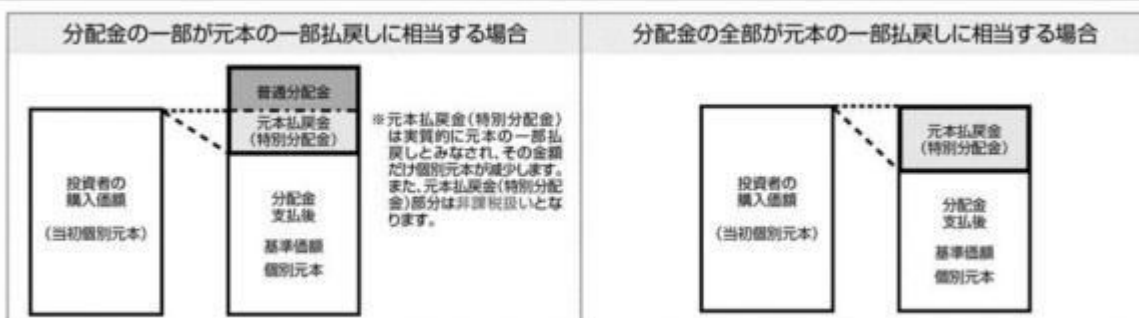 分配金の一部が元本の一部払戻しに相当する場合
普通分配金
元本払戻金
(特別分配金)
投資者の
購入価額
(当初個別元本)
分配金
支払後
基準価額
個別元本
※元本払戻金(特別分配金)
は実質的に元本の一部払
戻しとみなされ、その金額
だけ個別元本が減少します。
また、元本払戻金(特別分配
金)部分は非課税扱いとな
ります。
分配金の全部が元本の一部払戻しに相当する場合
元本払戻金
(特別分配金)
投資者の
購入価額
(当初個別元本)
分配金
支払後
基準価額
個別元本